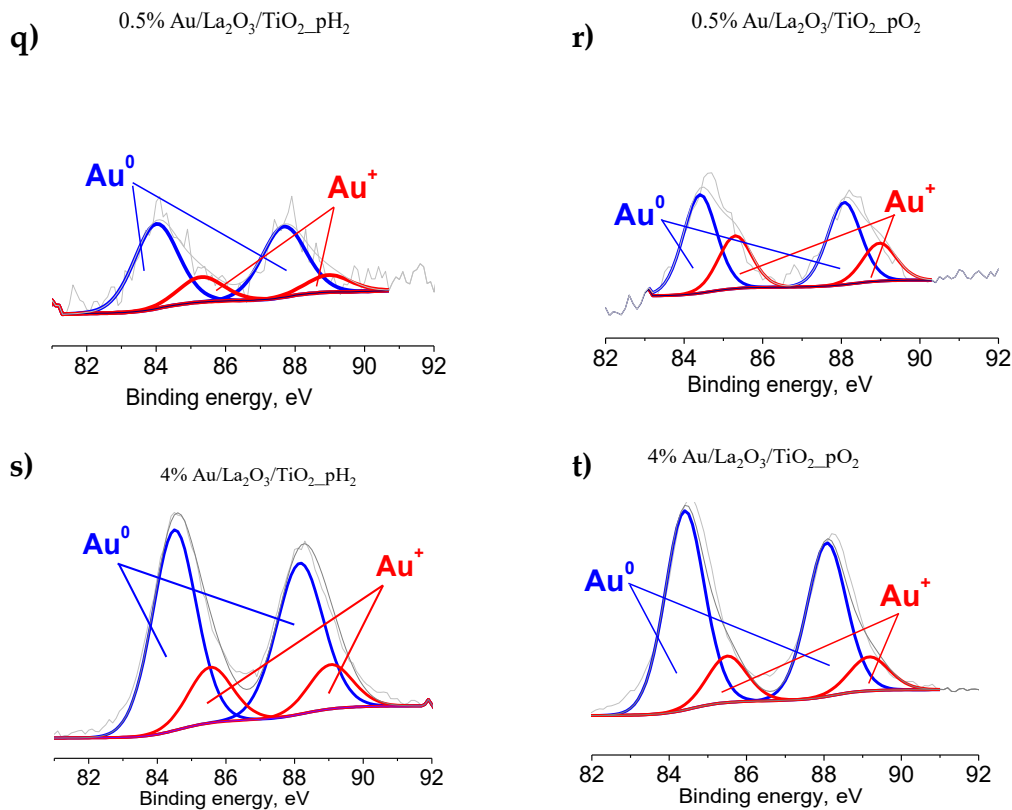 q)
0.5% Au/La₂O₃/TiO₂_pH₂
Au⁰
Au⁺
82 84 86 88 90 92
Binding energy, eV
r)
0.5% Au/La₂O₃/TiO₂_pO₂
Au⁰
Au⁺
82 84 86 88 90 92
Binding energy, eV
s)
4% Au/La₂O₃/TiO₂_pH₂
Au⁰
Au⁺
82 84 86 88 90 92
Binding energy, eV
t)
4% Au/La₂O₃/TiO₂_pO₂
Au⁰
Au⁺
82 84 86 88 90 92
Binding energy, eV